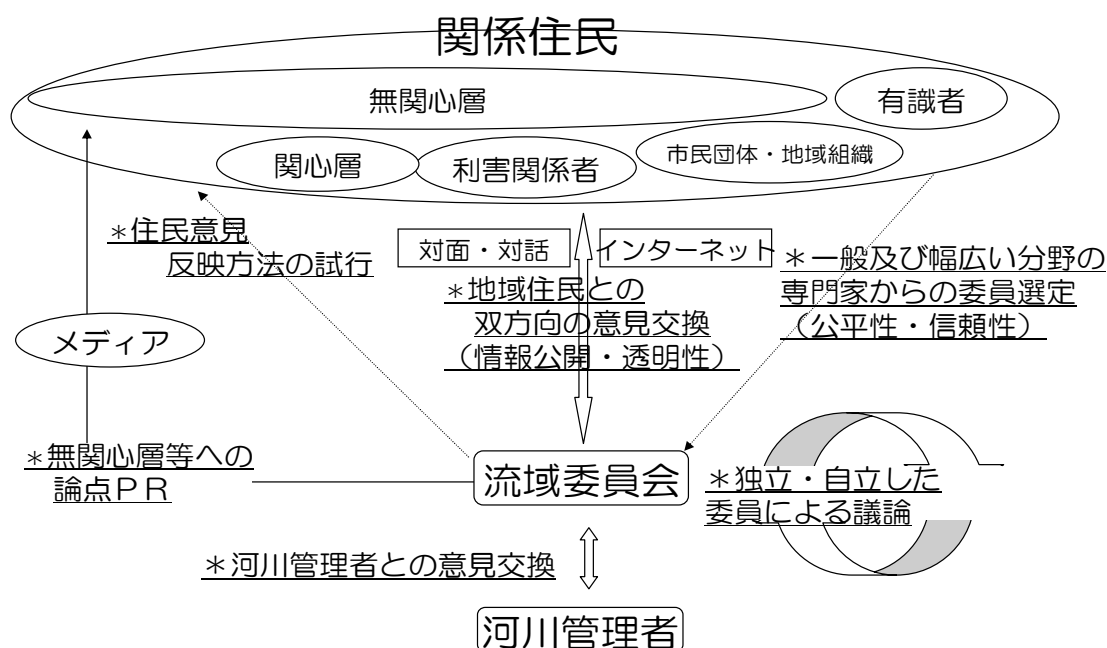 関係住民
無関心層
有識者
関心層
利害関係者
市民団体・地域組織
＊住民意見
反映方法の試行
対面・対話
インターネット
＊地域住民との
双方向の意見交換
（情報公開・透明性）
＊一般及び幅広い分野の
専門家からの委員選定
（公平性・信頼性）
メディア
＊無関心層等への
論点ＰＲ
流域委員会
＊独立・自立した
委員による議論
＊河川管理者との意見交換
河川管理者